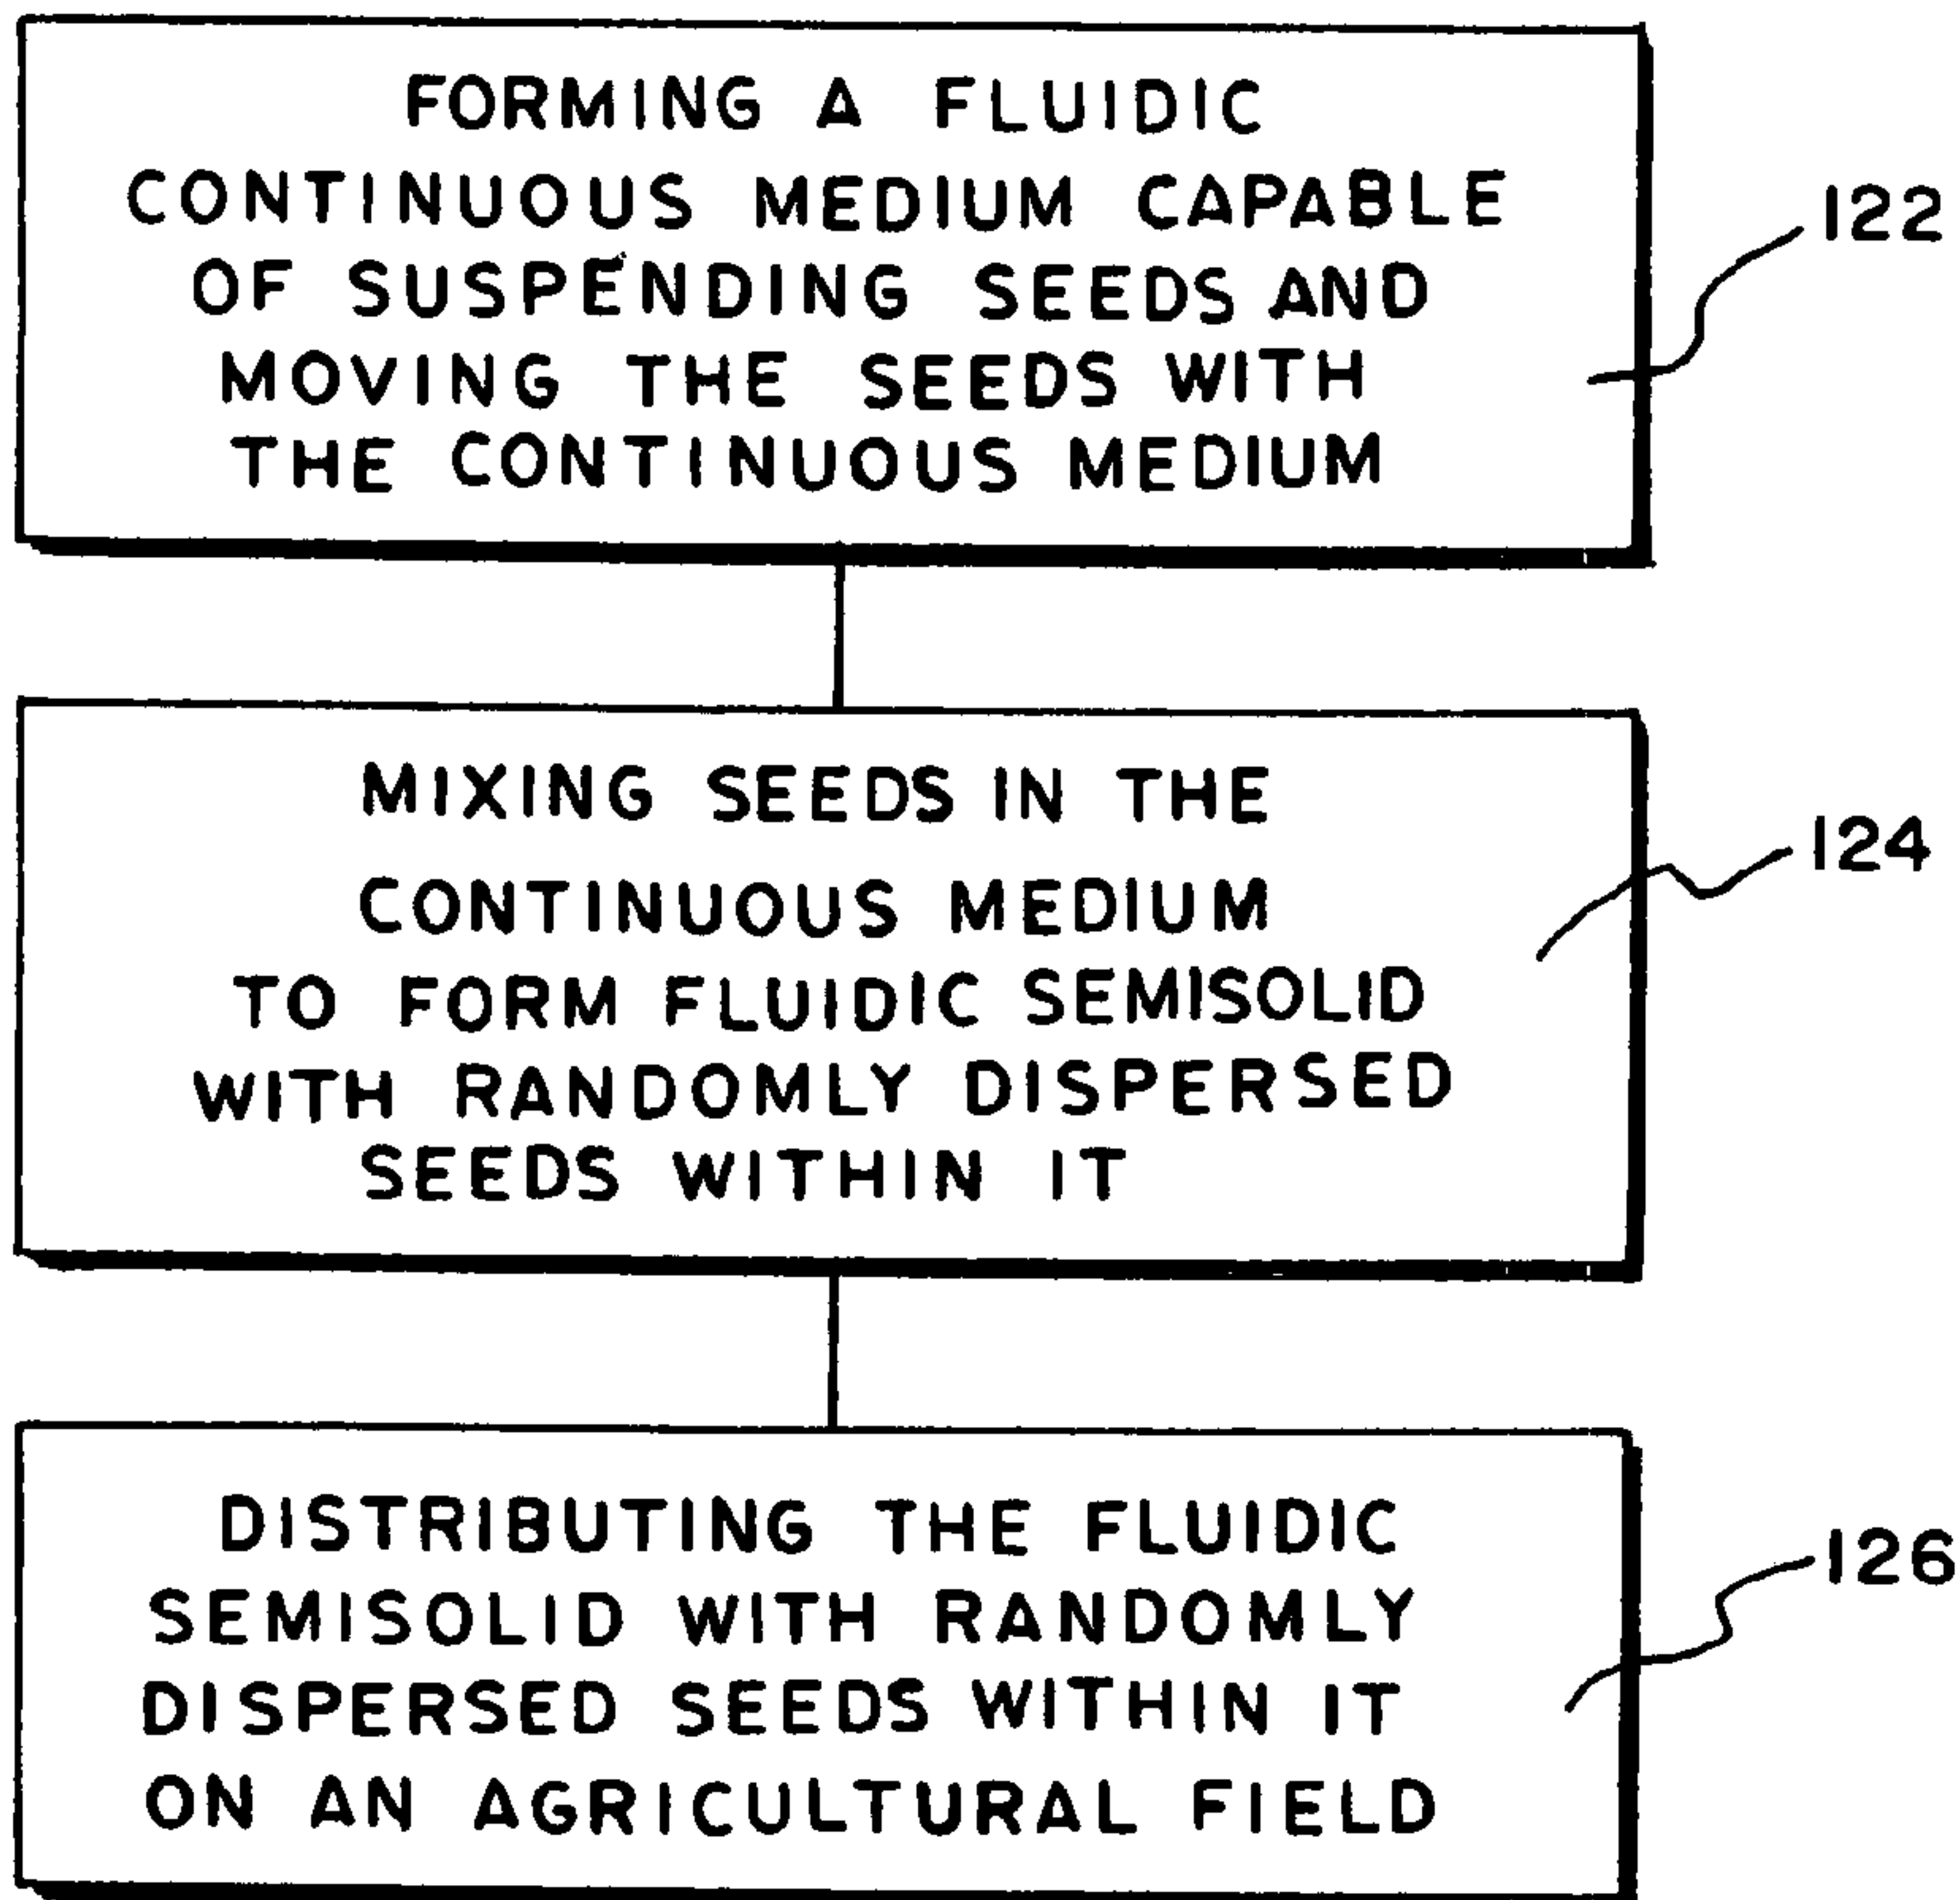 FORMING A FLUIDIC
CONTINUOUS MEDIUM CAPABLE
OF SUSPENDING SEEDS AND
MOVING THE SEEDS WITH
THE CONTINUOUS MEDIUM
122
MIXING SEEDS IN THE
CONTINUOUS MEDIUM
TO FORM FLUIDIC SEMISOLID
WITH RANDOMLY DISPERSED
SEEDS WITHIN IT
124
DISTRIBUTING THE FLUIDIC
SEMISOLID WITH RANDOMLY
DISPERSED SEEDS WITHIN IT
ON AN AGRICULTURAL FIELD
126